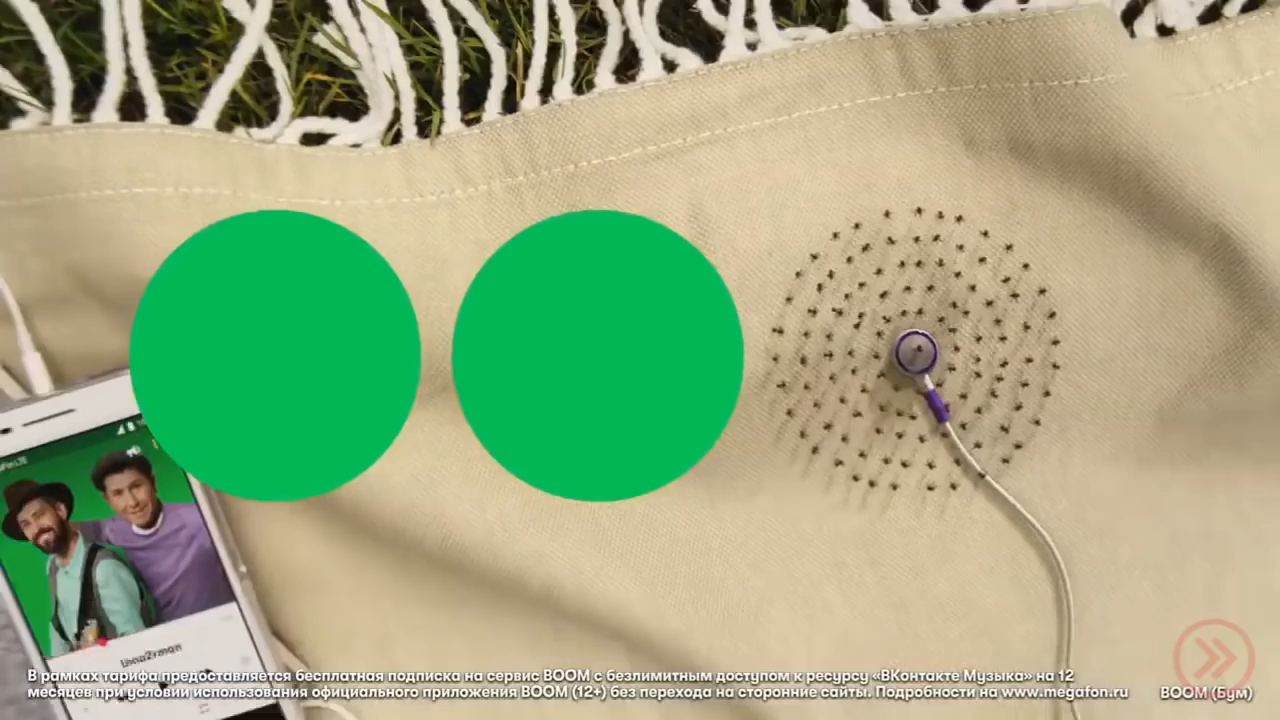 В рамках тарифа предоставляется бесплатная подписка на сервис BOOM с безлимитным доступом к ресурсу «ВКонтакте Музыка» на 12
месяцев при условии использования официального приложения BOOM (12+) без перехода на сторонние сайты. Подробности на www.megafon.ru
BOOM (Бум)